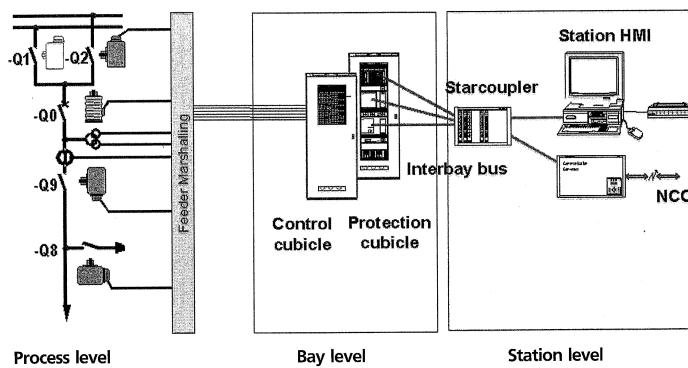 -Q1
-Q2
-Q0
-Q9
-Q8
Feeder Marshalling
Control
cubicle
Protection
cubicle
Interbay bus
Starcoupler
Station HMI
NCC
Process level
Bay level
Station level